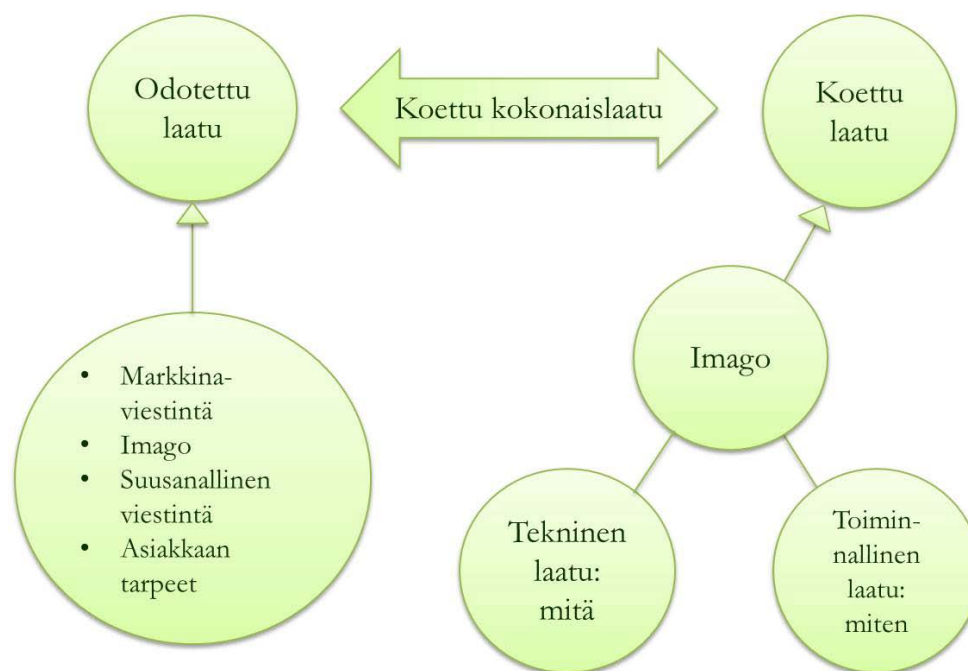 Odotettu
laatu
Koettu kokonaislaatu
Koettu
laatu
Imago
• Markkina-
viestintä
• Imago
• Suusanallinen
viestintä
• Asiakkaan
tarpeet
Tekninen
laatu:
mitä
Toimin-
nallinen
laatu:
miten